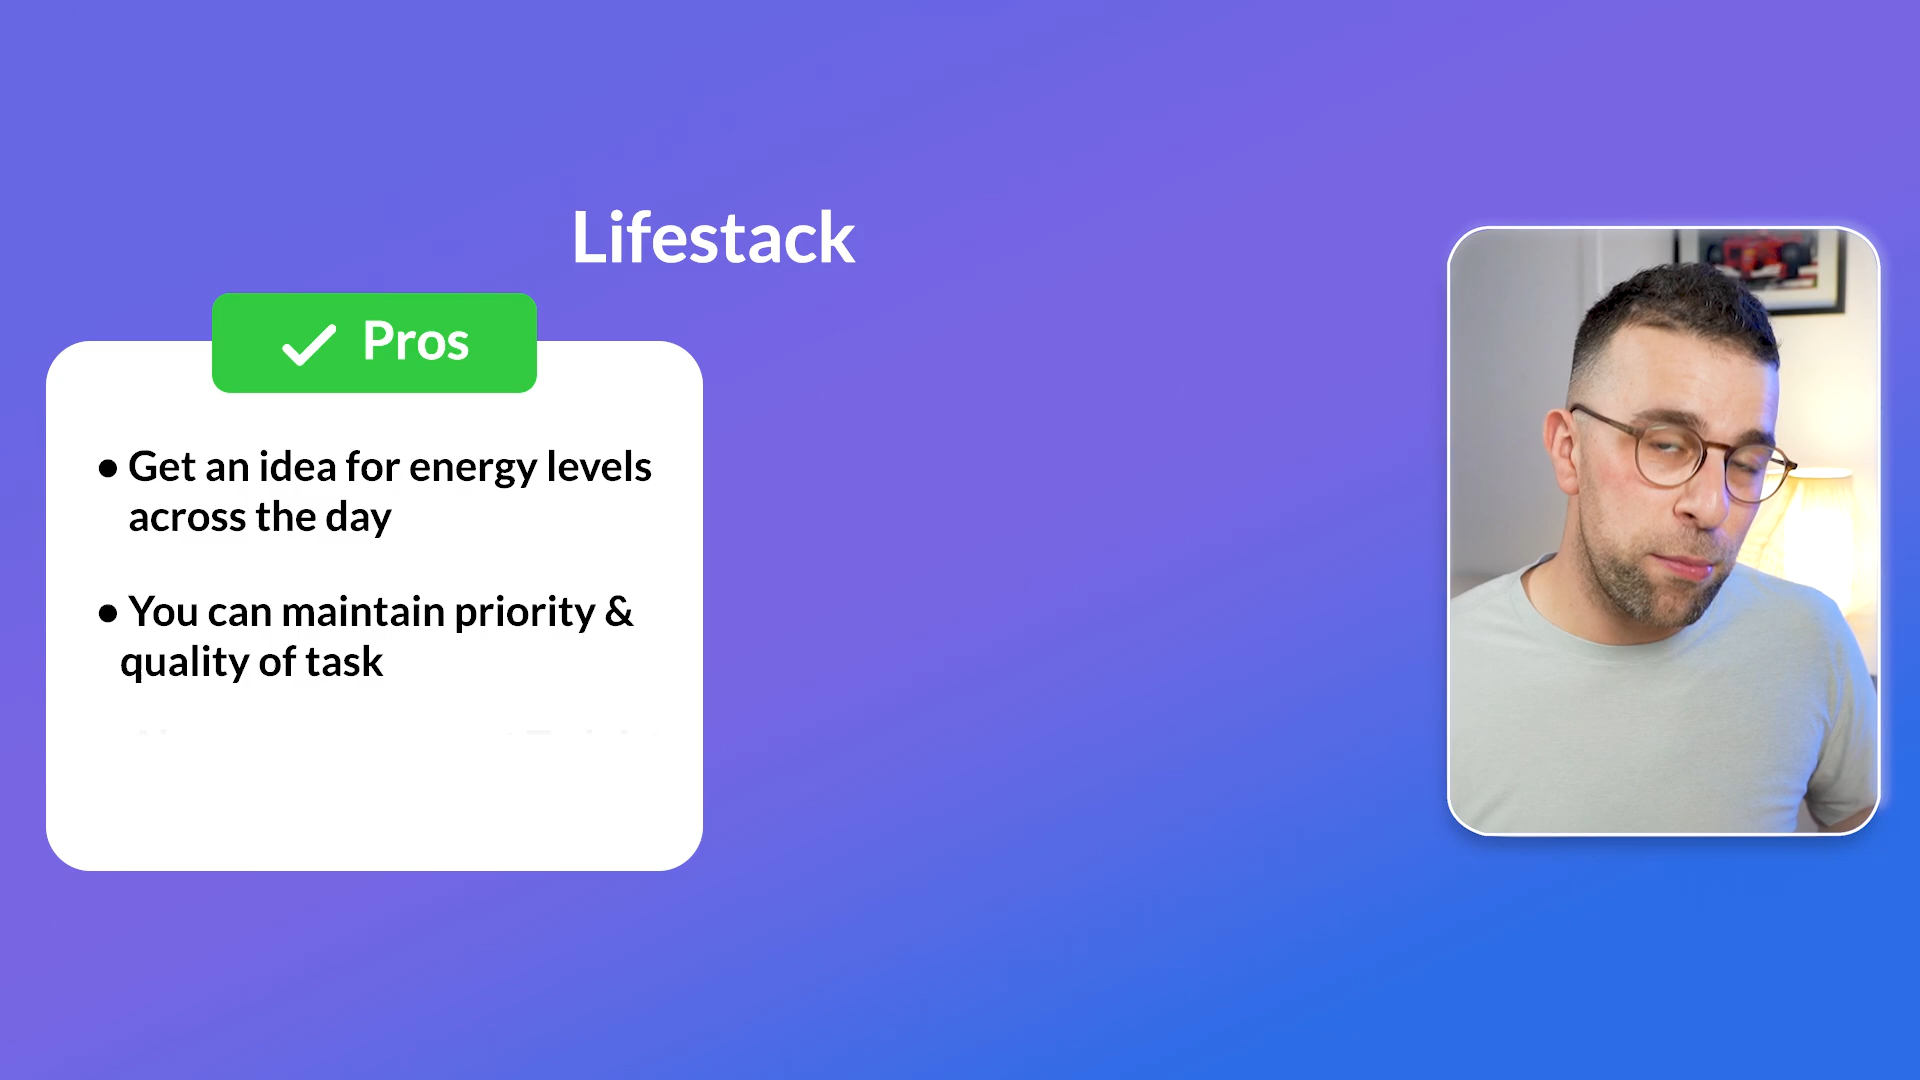 Lifestack
Pros
• Get an idea for energy levels
across the day
• You can maintain priority &
quality of task